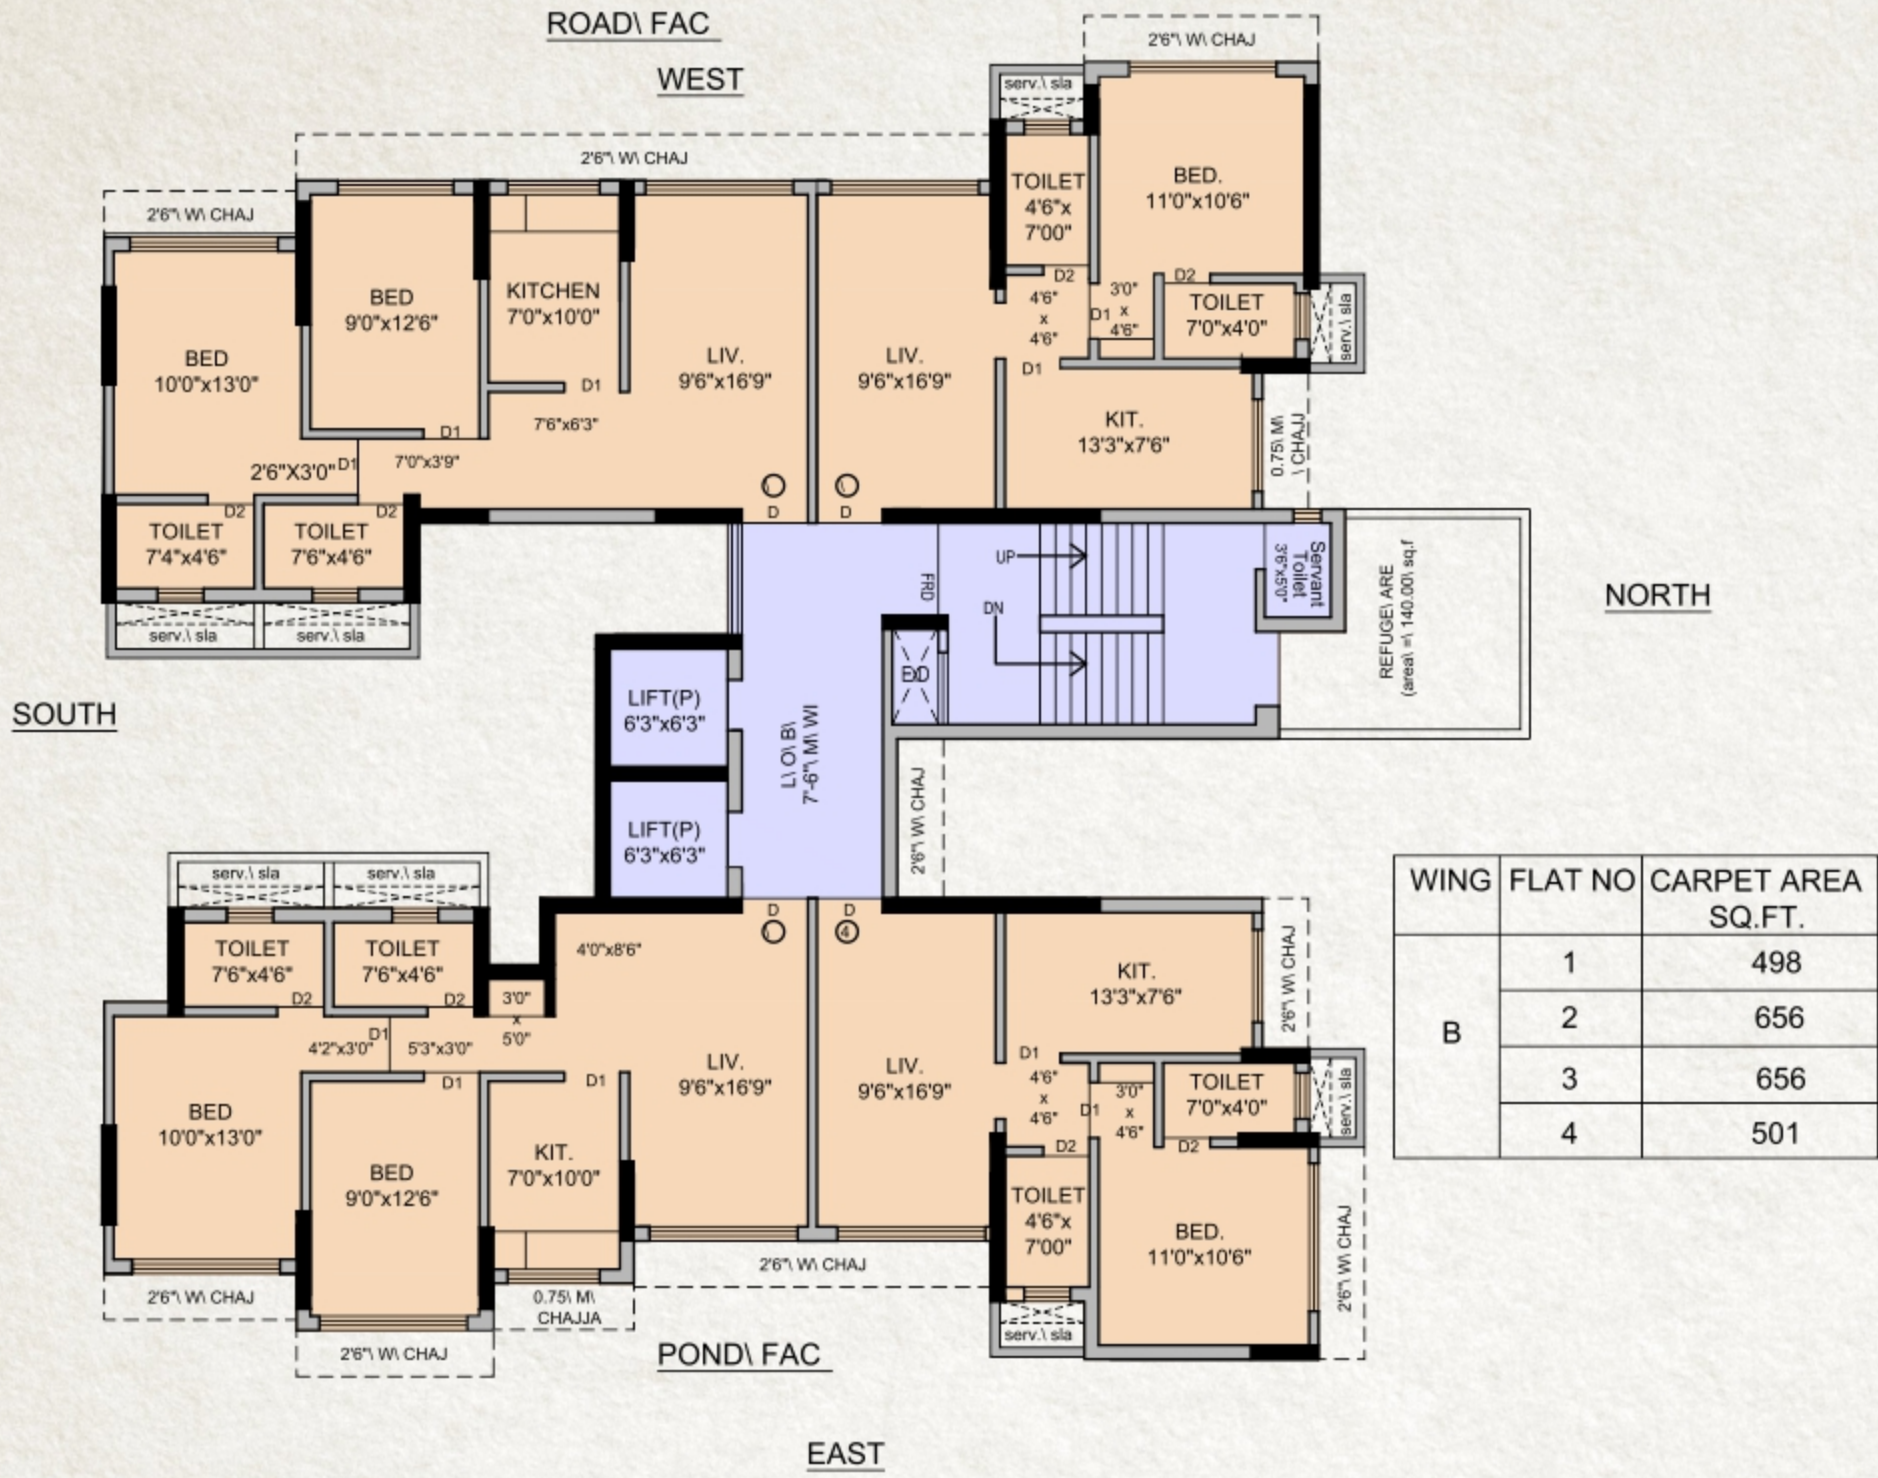 ROAD\ FAC
WEST
2'6"\ W\ CHAJ
serv.\ sla
2'6"\ W\ CHAJ
2'6"\ W\ CHAJ
TOILET
4'6"x
7'00"
BED.
11'0"x10'6"
BED
10'0"x13'0"
BED
9'0"x12'6"
KITCHEN
7'0"x10'0"
LIV.
9'6"x16'9"
LIV.
9'6"x16'9"
D2
4'6"
x
4'6"
D1
3'0"
x
4'6"
D2
TOILET
7'0"x4'0"
serv.\ sla
D1
D1
7'6"x6'3"
KIT.
13'3"x7'6"
0.75\ M\
\ CHAJJ
D1
7'0"x3'9"
2'6"X3'0"
D1
D2
D2
TOILET
7'4"x4'6"
TOILET
7'6"x4'6"
serv.\ sla
serv.\ sla
D
D
UP
FRD
DN
Servant
Toilet
3'6"x5'0"
REFUGE\ ARE
(area\ =\ 140.00\ sq.f
NORTH
SOUTH
LIFT(P)
6'3"x6'3"
LIFT(P)
6'3"x6'3"
L\ O\ B\
7'-6"\ M\ WI
2'6"\ W\ CHAJ
serv.\ sla
serv.\ sla
TOILET
7'6"x4'6"
TOILET
7'6"x4'6"
D2
D2
3'0"
x
5'0"
4'0"x8'6"
D
D
4
KIT.
13'3"x7'6"
2'6"\ W\ CHAJ
4'2"x3'0"
D1
5'3"x3'0"
D1
D1
BED
10'0"x13'0"
BED
9'0"x12'6"
KIT.
7'0"x10'0"
LIV.
9'6"x16'9"
LIV.
9'6"x16'9"
D1
4'6"
x
4'6"
D1
3'0"
x
4'6"
D2
D2
TOILET
7'0"x4'0"
serv.\ sla
TOILET
4'6"x
7'00"
BED.
11'0"x10'6"
2'6"\ W\ CHAJ
serv.\ sla
2'6"\ W\ CHAJ
2'6"\ W\ CHAJ
0.75\ M\
CHAJJA
2'6"\ W\ CHAJ
POND\ FAC
EAST
WING FLAT NO CARPET AREA
SQ.FT.
B
1 498
2 656
3 656
4 501